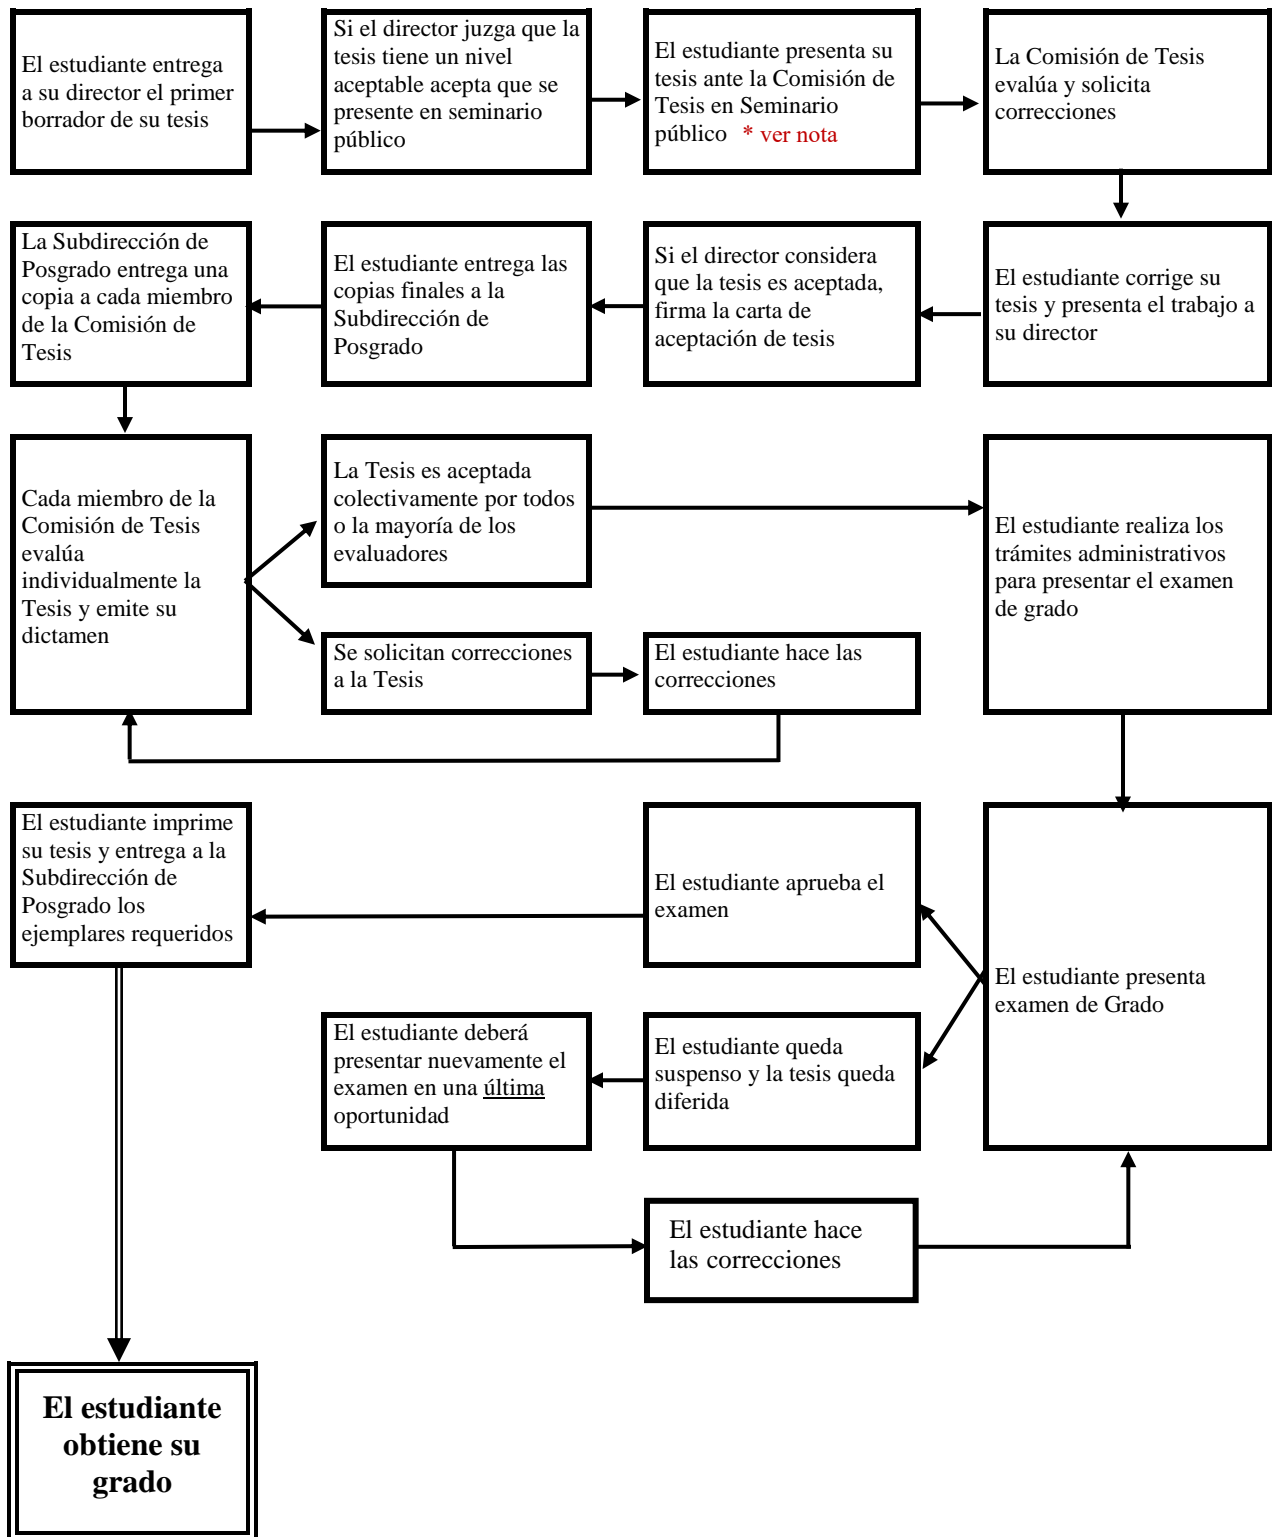 El estudiante entrega
a su director el primer
borrador de su tesis
Si el director juzga que la
tesis tiene un nivel
aceptable acepta que se
presente en seminario
público
El estudiante presenta su
tesis ante la Comisión de
Tesis en Seminario
público * ver nota
La Comisión de Tesis
evalúa y solicita
correcciones
El estudiante corrige su
tesis y presenta el trabajo a
su director
Si el director considera
que la tesis es aceptada,
firma la carta de
aceptación de tesis
El estudiante entrega las
copias finales a la
Subdirección de
Posgrado
La Subdirección de
Posgrado entrega una
copia a cada miembro
de la Comisión de
Tesis
Cada miembro de la
Comisión de Tesis
evalúa
individualmente la
Tesis y emite su
dictamen
La Tesis es aceptada
colectivamente por todos
o la mayoría de los
evaluadores
Se solicitan correcciones
a la Tesis
El estudiante hace las
correcciones
El estudiante realiza los
trámites administrativos
para presentar el examen
de grado
El estudiante presenta
examen de Grado
El estudiante aprueba el
examen
El estudiante queda
suspenso y la tesis queda
diferida
El estudiante deberá
presentar nuevamente el
examen en una última
oportunidad
El estudiante hace
las correcciones
El estudiante imprime
su tesis y entrega a la
Subdirección de
Posgrado los
ejemplares requeridos
El estudiante
obtiene su
grado